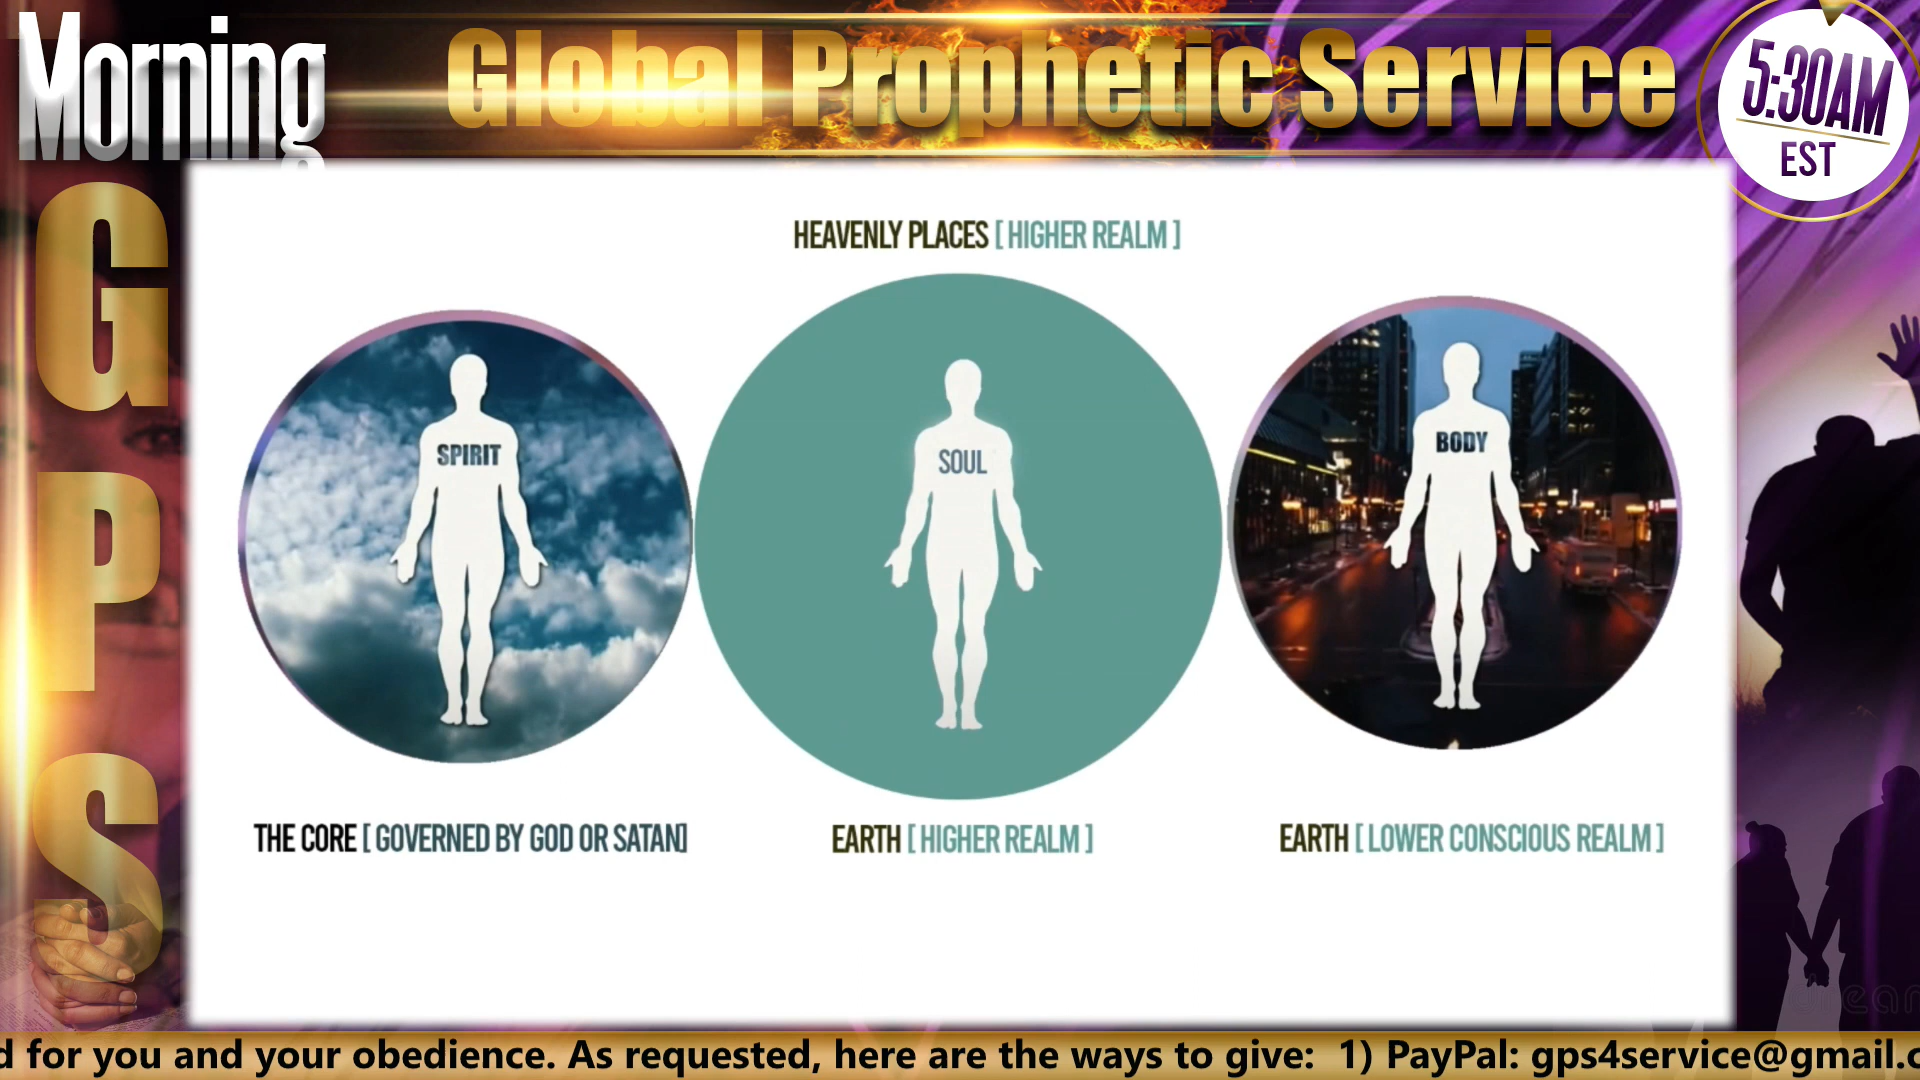 Morning
Global Prophetic Service
5:30AM
EST
GPS
HEAVENLY PLACES [ HIGHER REALM ]
SPIRIT
SOUL
BODY
THE CORE [ GOVERNED BY GOD OR SATAN]
EARTH [ HIGHER REALM ]
EARTH [ LOWER CONSCIOUS REALM ]
for you and your obedience. As requested, here are the ways to give: 1) PayPal: gps4service@gmail.c